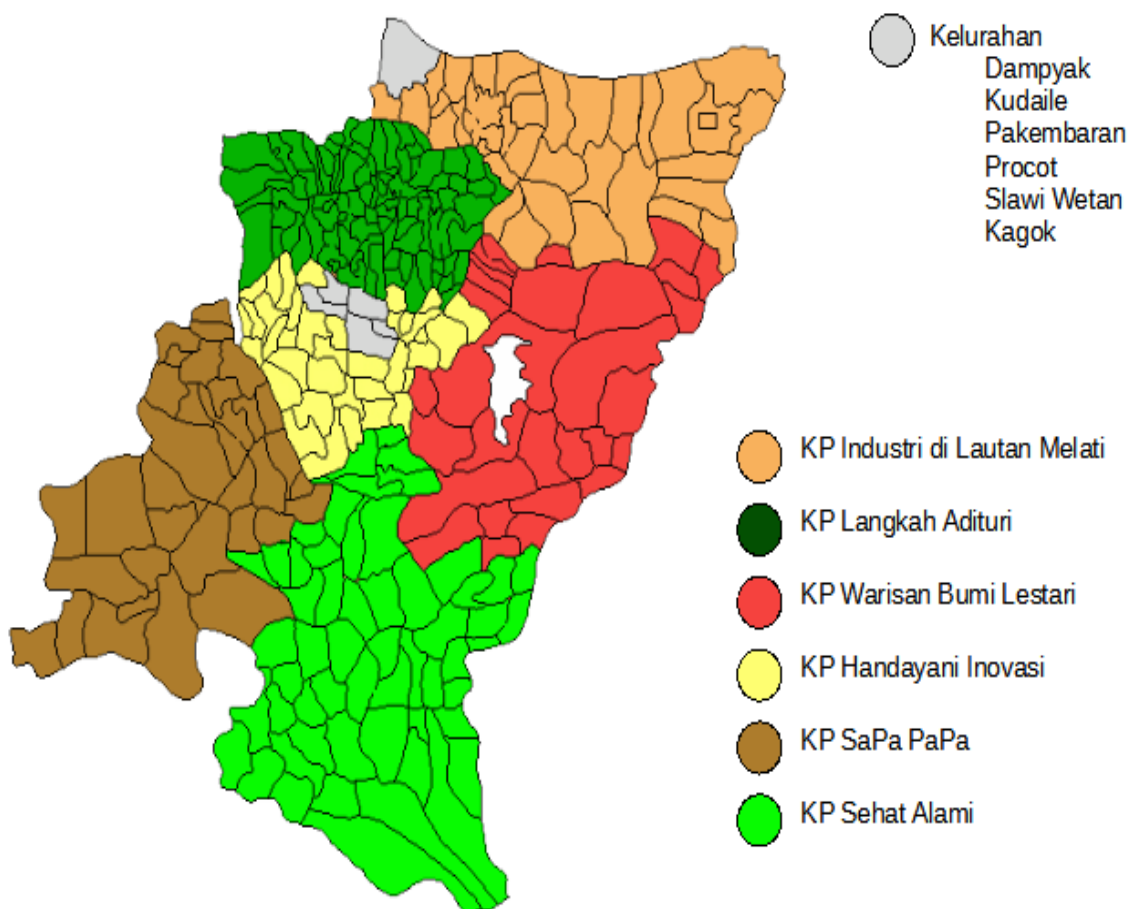 Kelurahan
Dampyak
Kudaile
Pakembaran
Procot
Slawi Wetan
Kagok
KP Industri di Lautan Melati
KP Langkah Adituri
KP Warisan Bumi Lestari
KP Handayani Inovasi
KP SaPa PaPa
KP Sehat Alami